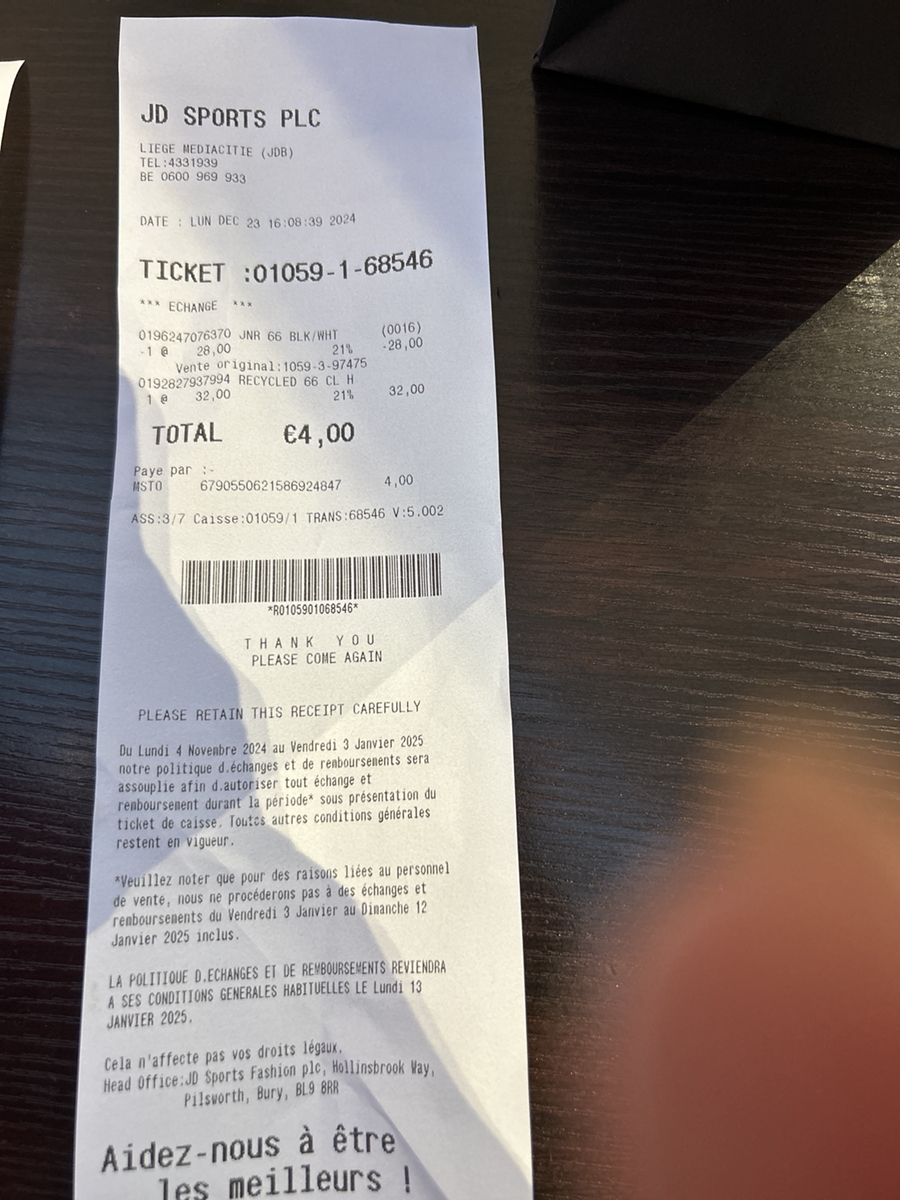 JD SPORTS PLC
LIEGE MEDIACITIE (JDB)
TEL:4331939
BE 0600 969 933
DATE : LUN DEC 23 16:08:39 2024
TICKET :01059-1-68546
*** ECHANGE ***
0196247076370 JNR 66 BLK/WHT (0016)
-1 @ 28,00 21% -28,00
Vente original:1059-3-97475
0192827937994 RECYCLED 66 CL H
1 @ 32,00 21% 32,00
TOTAL €4,00
Paye par :-
MSTO 6790550621586924847 4,00
ASS:3/7 Caisse:01059/1 TRANS:68546 V:5.002
*R0105901068546*
THANK YOU
PLEASE COME AGAIN
PLEASE RETAIN THIS RECEIPT CAREFULLY
Du Lundi 4 Novembre 2024 au Vendredi 3 Janvier 2025
notre politique d.échanges et de remboursements sera
assouplie afin d.autoriser tout échange et
remboursement durant la période* sous présentation du
ticket de caisse. Toutes autres conditions générales
restent en vigueur.
*Veuillez noter que pour des raisons liées au personnel
de vente, nous ne procéderons pas à des échanges et
remboursements du Vendredi 3 Janvier au Dimanche 12
Janvier 2025 inclus.
LA POLITIQUE D.ECHANGES ET DE REMBOURSEMENTS REVIENDRA
A SES CONDITIONS GENERALES HABITUELLES LE Lundi 13
JANVIER 2025.
Cela n'affecte pas vos droits légaux.
Head Office:JD Sports Fashion plc, Hollinsbrook Way,
Pilsworth, Bury, BL9 8RR
Aidez-nous à être
les meilleurs !